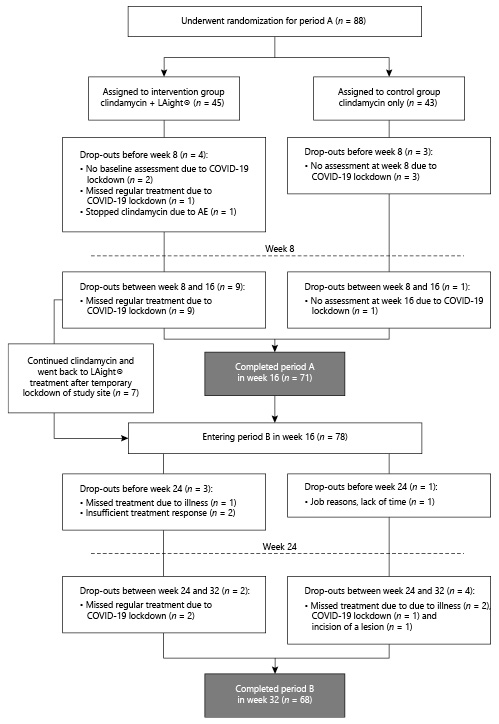 Underwent randomization for period A (n = 88)
Assigned to intervention group
clindamycin + LAight® (n = 45)
Assigned to control group
clindamycin only (n = 43)
Drop-outs before week 8 (n = 4):
• No baseline assessment due to COVID-19
lockdown (n = 2)
• Missed regular treatment due to
COVID-19 lockdown (n = 1)
• Stopped clindamycin due to AE (n = 1)
Drop-outs before week 8 (n = 3):
• No assessment at week 8 due to
COVID-19 lockdown (n = 3)
Week 8
Drop-outs between week 8 and 16 (n = 9):
• Missed regular treatment due to
COVID-19 lockdown (n = 9)
Drop-outs between week 8 and 16 (n = 1):
• No assessment at week 16 due to COVID-19
lockdown (n = 1)
Continued clindamycin and
went back to LAight®
treatment after temporary
lockdown of study site (n = 7)
Completed period A
in week 16 (n = 71)
Entering period B in week 16 (n = 78)
Drop-outs before week 24 (n = 3):
• Missed treatment due to illness (n = 1)
• Insufficient treatment response (n = 2)
Drop-outs before week 24 (n = 1):
• Job reasons, lack of time (n = 1)
Week 24
Drop-outs between week 24 and 32 (n = 2):
• Missed regular treatment due to
COVID-19 lockdown (n = 2)
Drop-outs between week 24 and 32 (n = 4):
• Missed treatment due to due to illness (n = 2),
COVID-19 lockdown (n = 1) and
incision of a lesion (n = 1)
Completed period B
in week 32 (n = 68)